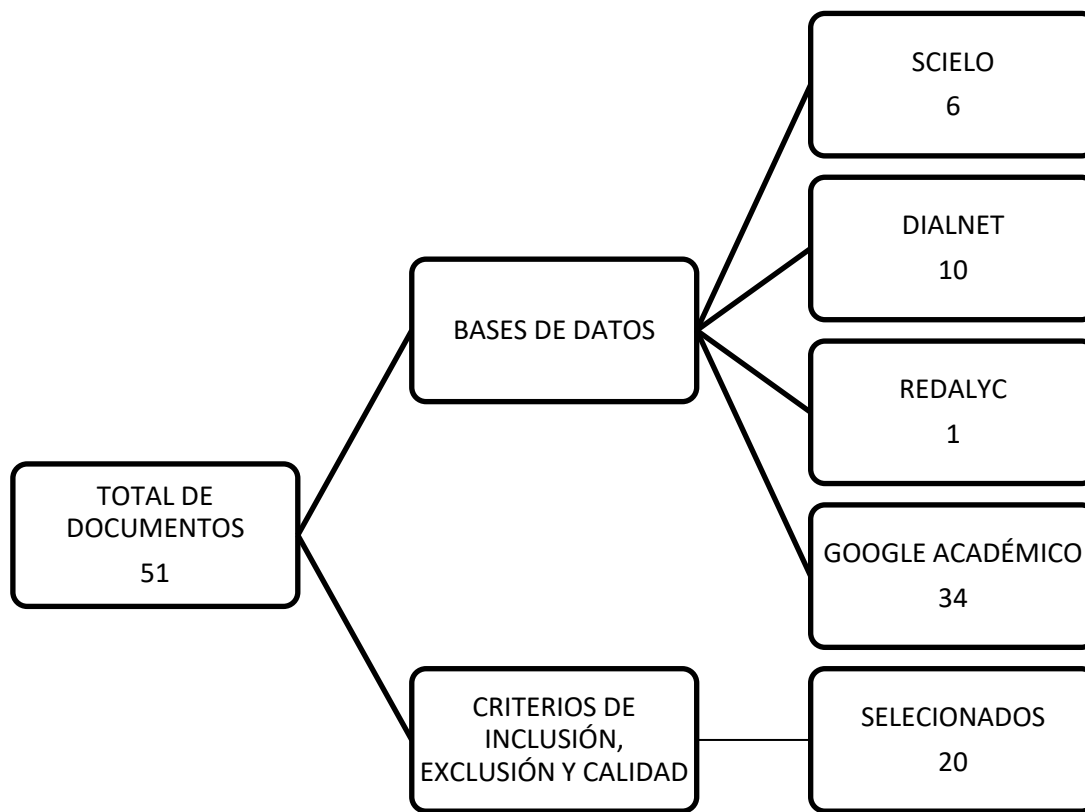 TOTAL DE
DOCUMENTOS
51
BASES DE DATOS
SCIELO
6
DIALNET
10
REDALYC
1
GOOGLE ACADÉMICO
34
CRITERIOS DE
INCLUSIÓN,
EXCLUSIÓN Y CALIDAD
SELECIONADOS
20